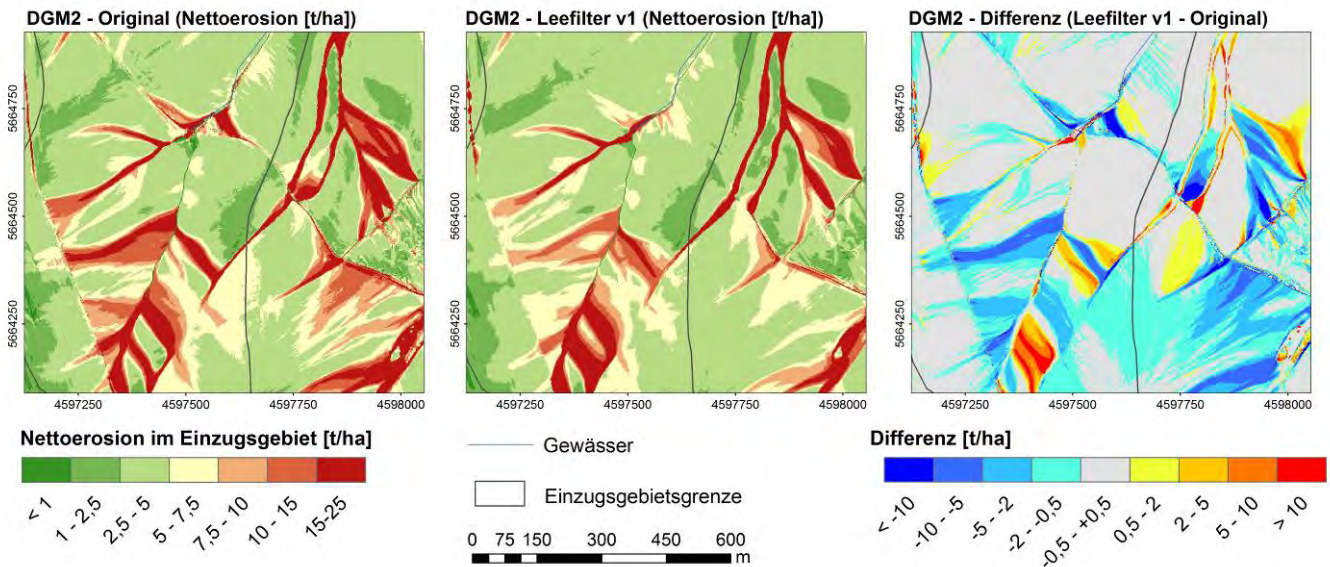 DGM2 - Original (Nettoerosion [t/ha])
5664750
5664500
5664250
4597250 4597500 4597750 4598000
DGM2 - Leefilter v1 (Nettoerosion [t/ha])
4597250 4597500 4597750 4598000
DGM2 - Differenz (Leefilter v1 - Original)
5664750
5664500
5664250
4597250 4597500 4597750 4598000
Nettoerosion im Einzugsgebiet [t/ha]
< 1 1 - 2,5 2,5 - 5 5 - 7,5 7,5 - 10 10 - 15 15-25
Gewässer
Einzugsgebietsgrenze
0 75 150 300 450 600
m
Differenz [t/ha]
< -10 -10 - -5 -5 - -2 -2 - -0,5 -0,5 - +0,5 0,5 - 2 2 - 5 5 - 10 > 10